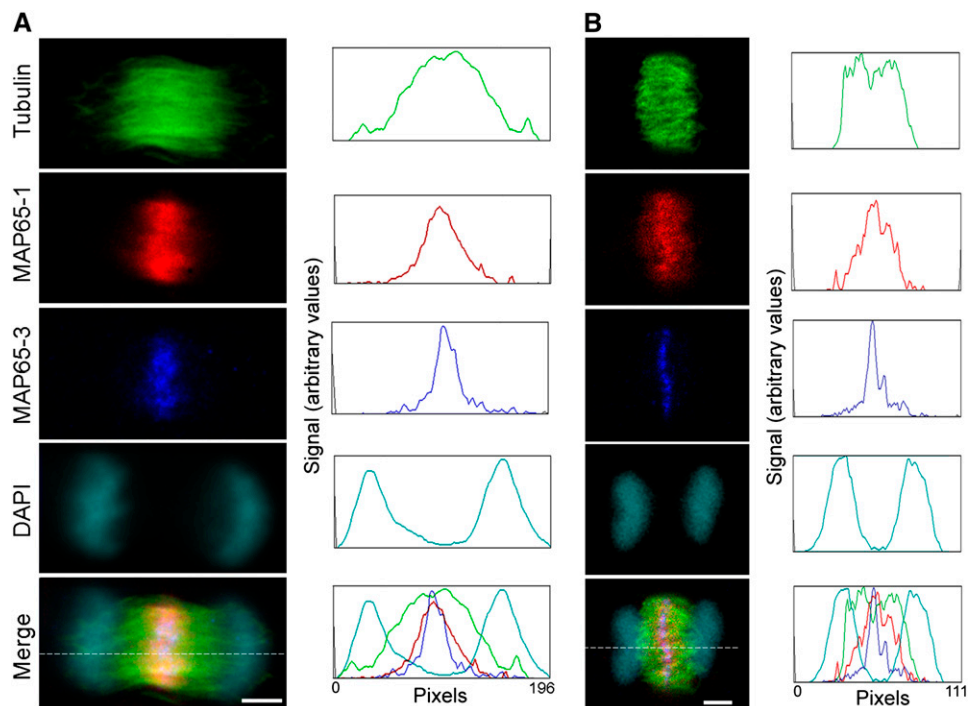 A
B
Tubulin
MAP65-1
MAP65-3
DAPI
Merge
Signal (arbitrary values)
0
Pixels
196
Signal (arbitrary values)
0
Pixels
111